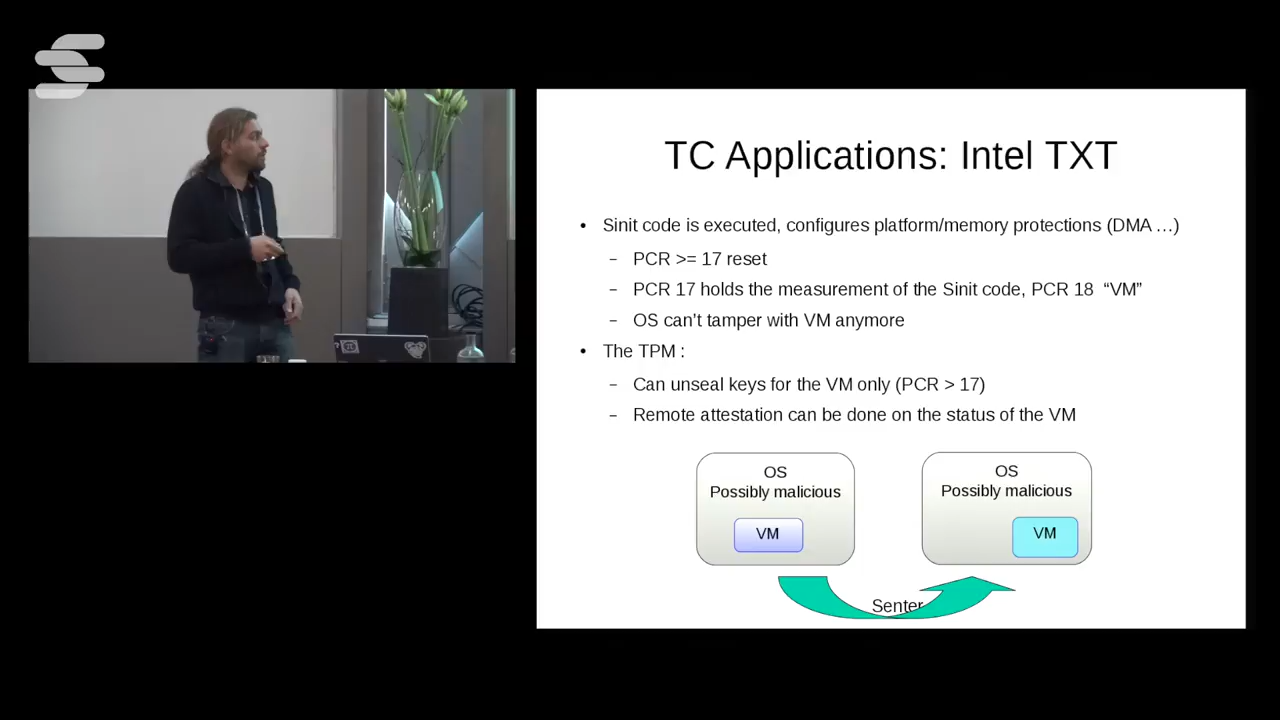 TC Applications: Intel TXT
• Sinit code is executed, configures platform/memory protections (DMA …)
– PCR >= 17 reset
– PCR 17 holds the measurement of the Sinit code, PCR 18 “VM”
– OS can’t tamper with VM anymore
• The TPM :
– Can unseal keys for the VM only (PCR > 17)
– Remote attestation can be done on the status of the VM
OS
Possibly malicious
VM
OS
Possibly malicious
VM
Senter